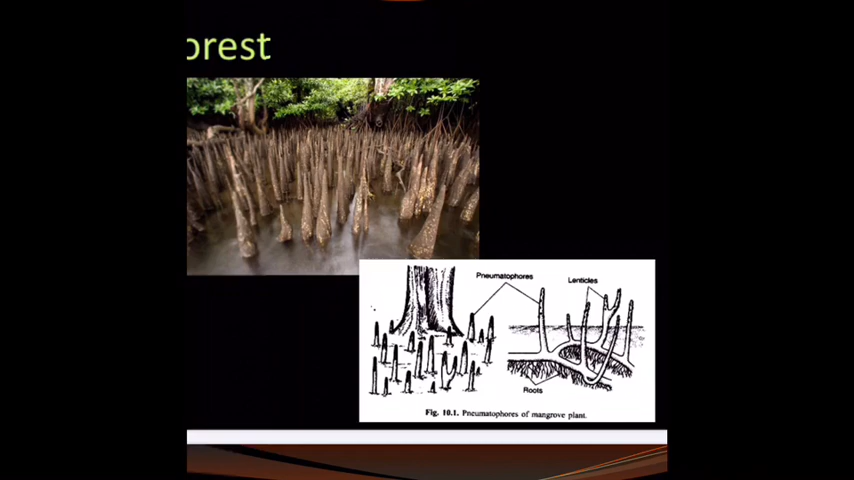 orest
Pneumatophores
Lenticles
Roots
Fig. 10.1. Pneumatophores of mangrove plant.